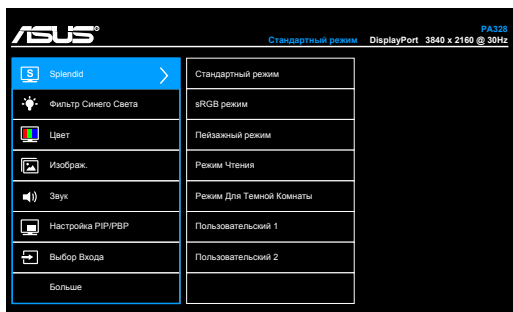 ASUS
PA328
Стандартный режим DisplayPort 3840 x 2160 @ 30Hz
S Splendid
Стандартный режим
Фильтр Синего Света
sRGB режим
Цвет
Пейзажный режим
Изображ.
Режим Чтения
Звук
Режим Для Темной Комнаты
Настройка PIP/PBP
Пользовательский 1
Выбор Входа
Пользовательский 2
Больше